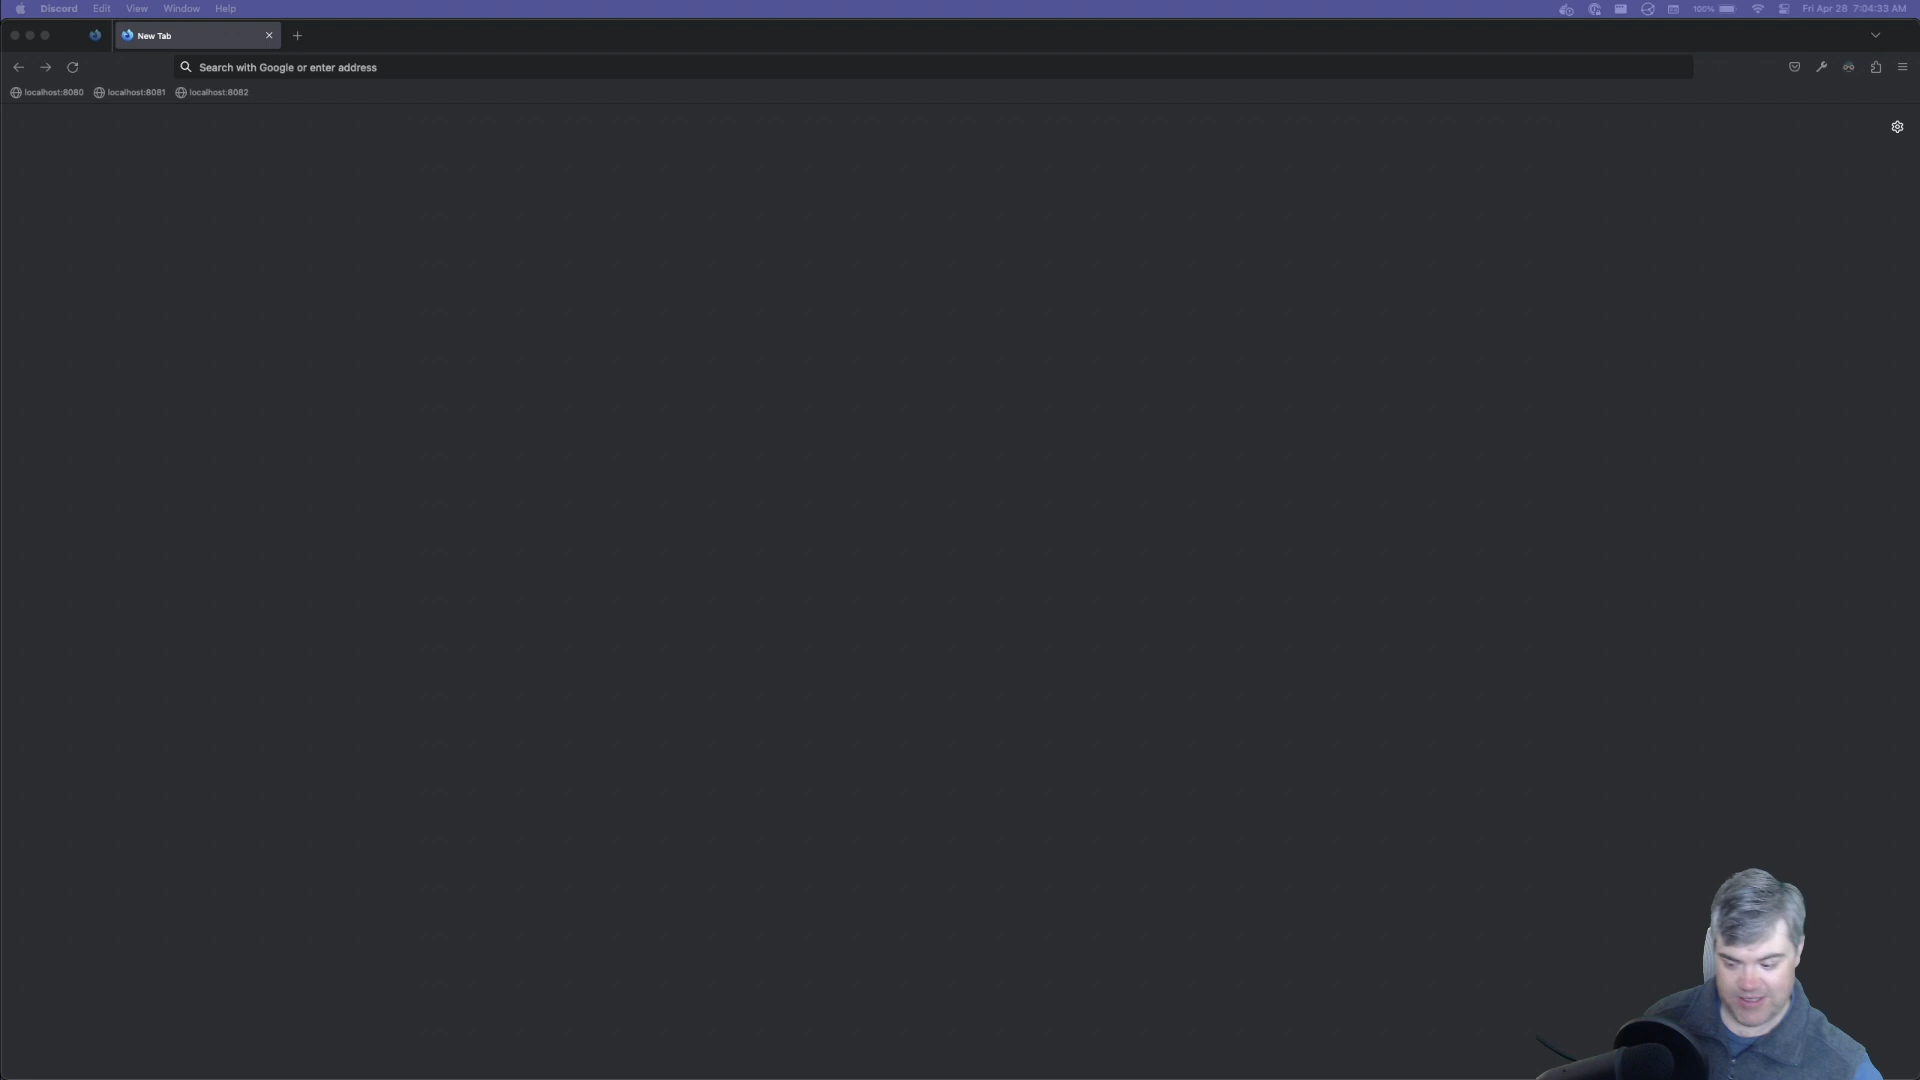 Discord Edit View Window Help 100% Fri Apr 28 7:04:33 AM
New Tab
Search with Google or enter address
localhost:8080 localhost:8081 localhost:8082